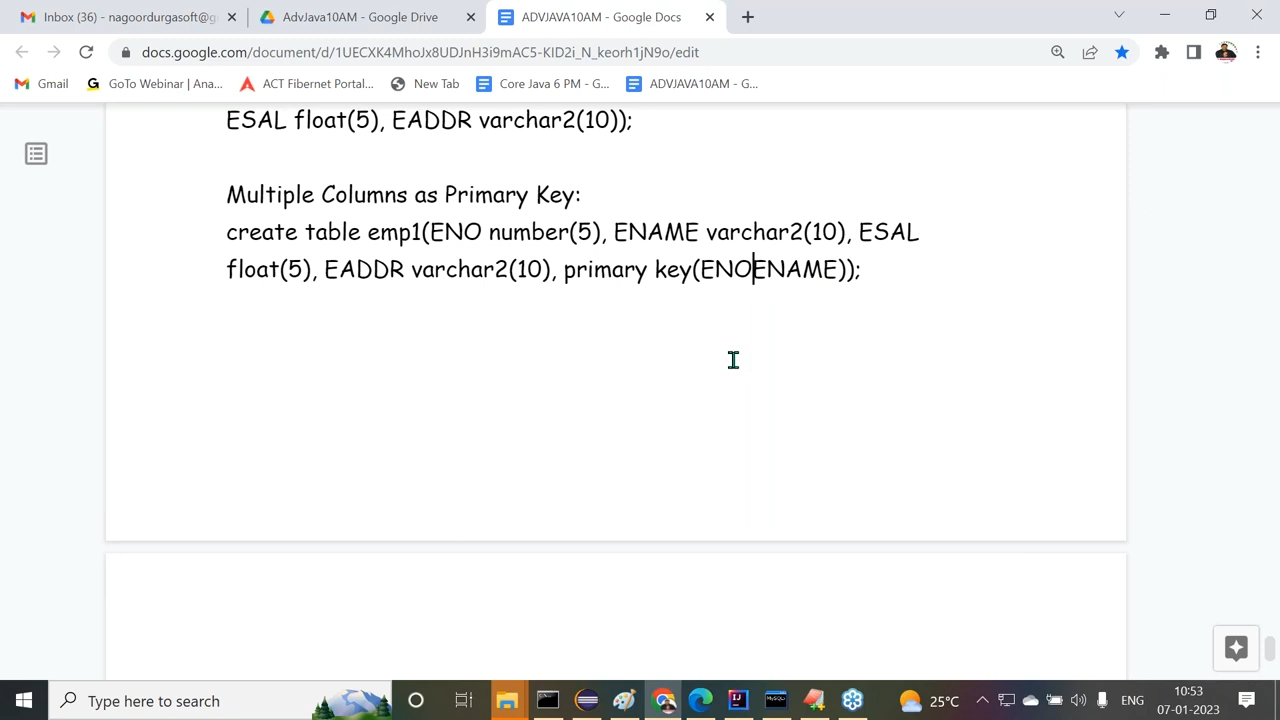 Inbox (36) - nagoordurgasoft@g
AdvJava10AM - Google Drive
ADVJAVA10AM - Google Docs
docs.google.com/document/d/1UECXK4MhoJx8UDJnH3i9mAC5-KID2i_N_keorh1jN9o/edit
Gmail
GoTo Webinar | Ana...
ACT Fibernet Portal...
New Tab
Core Java 6 PM - G...
ADVJAVA10AM - G...
ESAL float(5), EADDR varchar2(10));
Multiple Columns as Primary Key:
create table emp1(ENO number(5), ENAME varchar2(10), ESAL
float(5), EADDR varchar2(10), primary key(ENOENAME));
Type here to search
25°C
ENG
10:53
07-01-2023